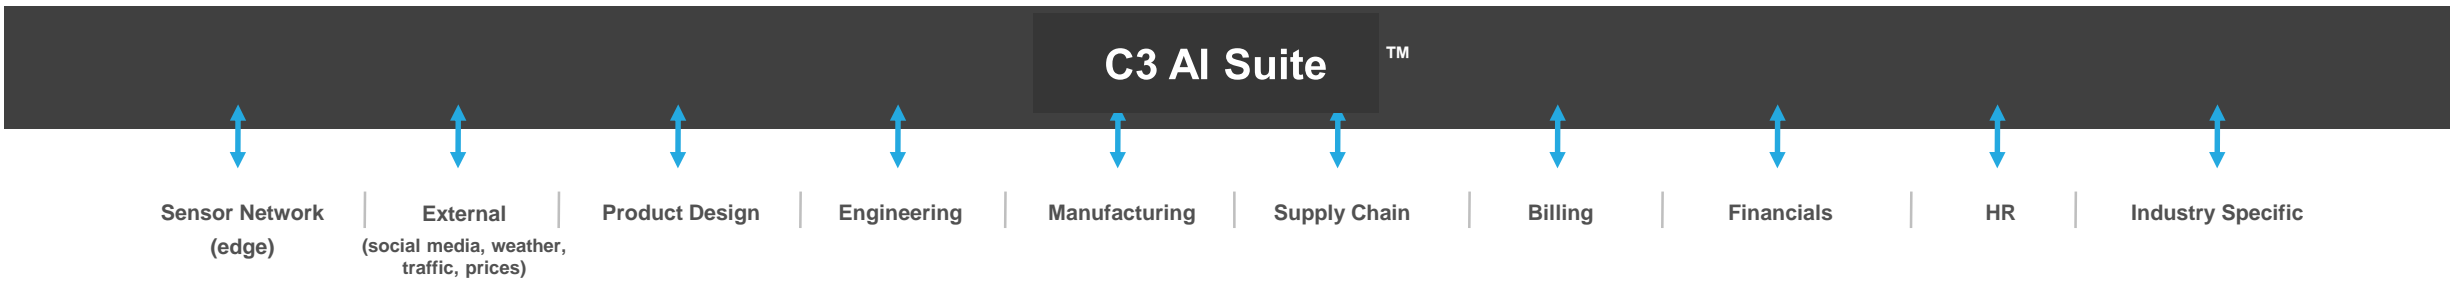 C3 AI Suite ™
Sensor Network
(edge)
External
(social media, weather,
traffic, prices)
Product Design
Engineering
Manufacturing
Supply Chain
Billing
Financials
HR
Industry Specific